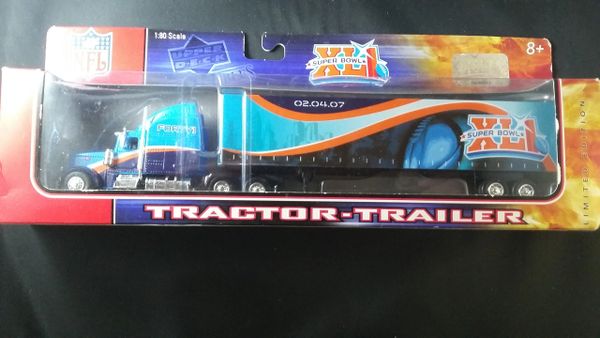 NFL
1:80 Scale
UPPER
DECK
XLI
SUPER BOWL
8+
02.04.07
XLI
SUPER BOWL
TRACTOR-TRAILER
LIMITED EDITION